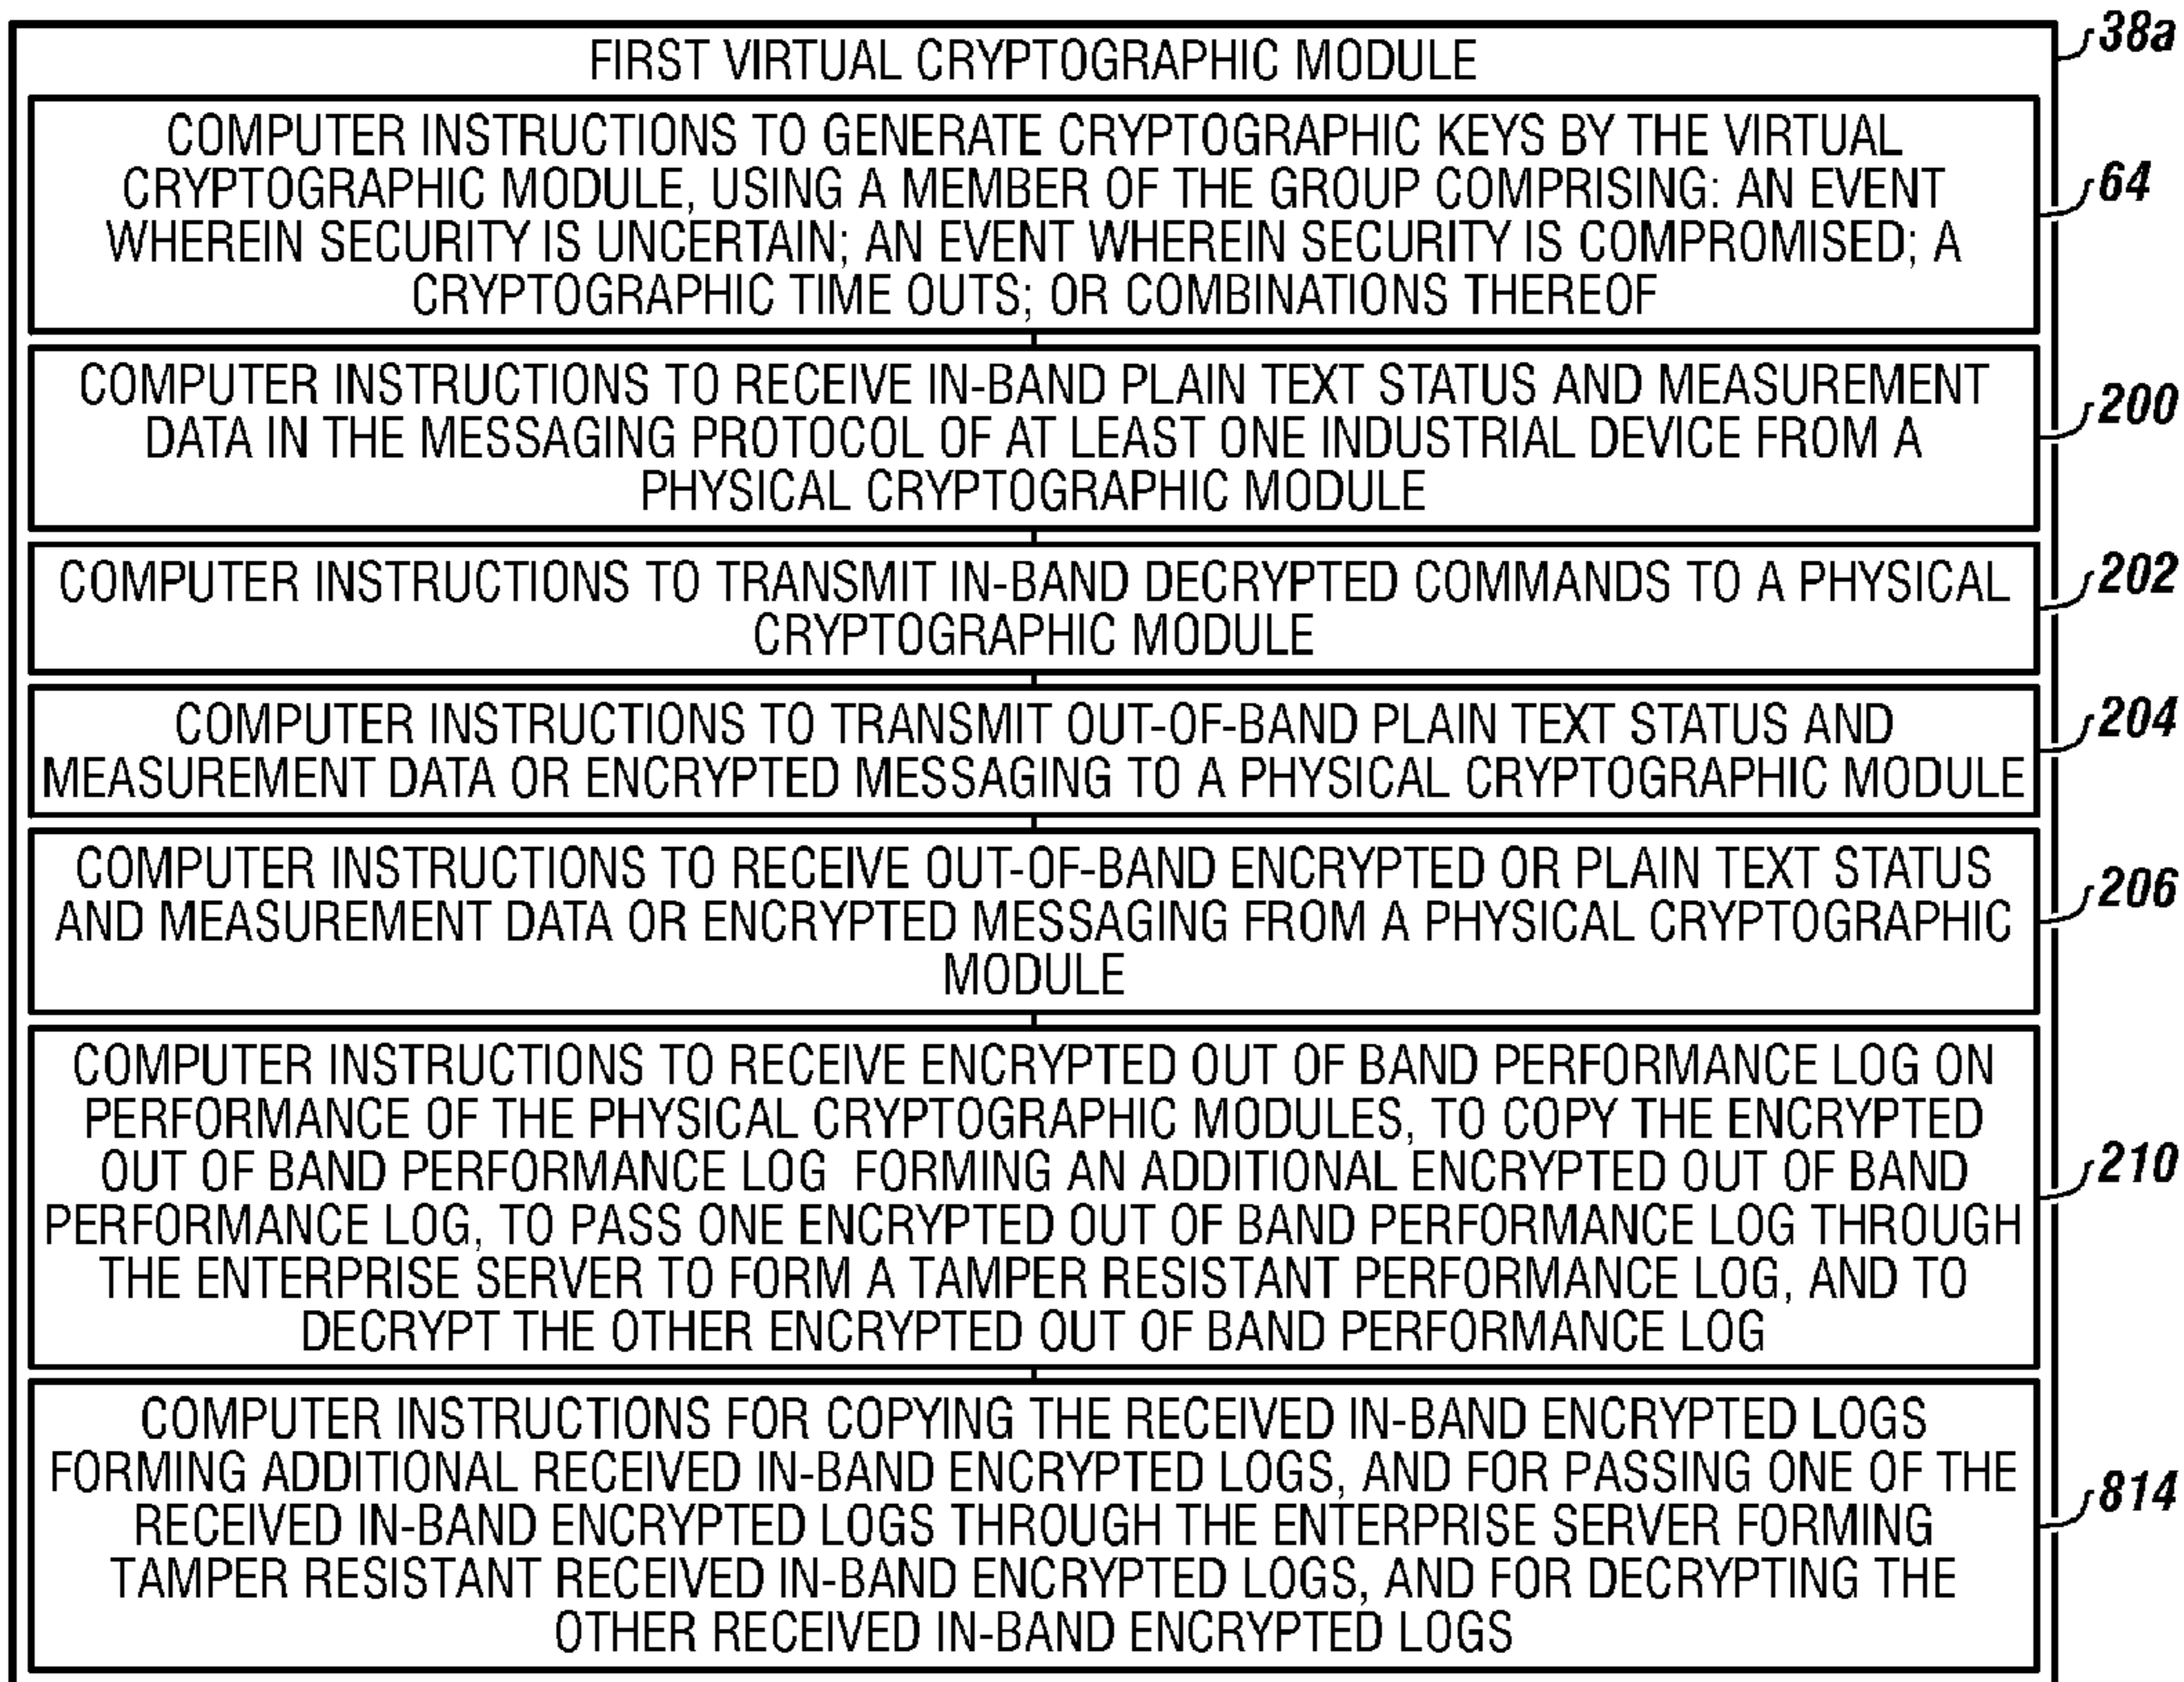 38a
FIRST VIRTUAL CRYPTOGRAPHIC MODULE
COMPUTER INSTRUCTIONS TO GENERATE CRYPTOGRAPHIC KEYS BY THE VIRTUAL
CRYPTOGRAPHIC MODULE, USING A MEMBER OF THE GROUP COMPRISING: AN EVENT
WHEREIN SECURITY IS UNCERTAIN; AN EVENT WHEREIN SECURITY IS COMPROMISED; A
CRYPTOGRAPHIC TIME OUTS; OR COMBINATIONS THEREOF
64
COMPUTER INSTRUCTIONS TO RECEIVE IN-BAND PLAIN TEXT STATUS AND MEASUREMENT
DATA IN THE MESSAGING PROTOCOL OF AT LEAST ONE INDUSTRIAL DEVICE FROM A
PHYSICAL CRYPTOGRAPHIC MODULE
200
COMPUTER INSTRUCTIONS TO TRANSMIT IN-BAND DECRYPTED COMMANDS TO A PHYSICAL
CRYPTOGRAPHIC MODULE
202
COMPUTER INSTRUCTIONS TO TRANSMIT OUT-OF-BAND PLAIN TEXT STATUS AND
MEASUREMENT DATA OR ENCRYPTED MESSAGING TO A PHYSICAL CRYPTOGRAPHIC MODULE
204
COMPUTER INSTRUCTIONS TO RECEIVE OUT-OF-BAND ENCRYPTED OR PLAIN TEXT STATUS
AND MEASUREMENT DATA OR ENCRYPTED MESSAGING FROM A PHYSICAL CRYPTOGRAPHIC
MODULE
206
COMPUTER INSTRUCTIONS TO RECEIVE ENCRYPTED OUT OF BAND PERFORMANCE LOG ON
PERFORMANCE OF THE PHYSICAL CRYPTOGRAPHIC MODULES, TO COPY THE ENCRYPTED
OUT OF BAND PERFORMANCE LOG FORMING AN ADDITIONAL ENCRYPTED OUT OF BAND
PERFORMANCE LOG, TO PASS ONE ENCRYPTED OUT OF BAND PERFORMANCE LOG THROUGH
THE ENTERPRISE SERVER TO FORM A TAMPER RESISTANT PERFORMANCE LOG, AND TO
DECRYPT THE OTHER ENCRYPTED OUT OF BAND PERFORMANCE LOG
210
COMPUTER INSTRUCTIONS FOR COPYING THE RECEIVED IN-BAND ENCRYPTED LOGS
FORMING ADDITIONAL RECEIVED IN-BAND ENCRYPTED LOGS, AND FOR PASSING ONE OF THE
RECEIVED IN-BAND ENCRYPTED LOGS THROUGH THE ENTERPRISE SERVER FORMING
TAMPER RESISTANT RECEIVED IN-BAND ENCRYPTED LOGS, AND FOR DECRYPTING THE
OTHER RECEIVED IN-BAND ENCRYPTED LOGS
814